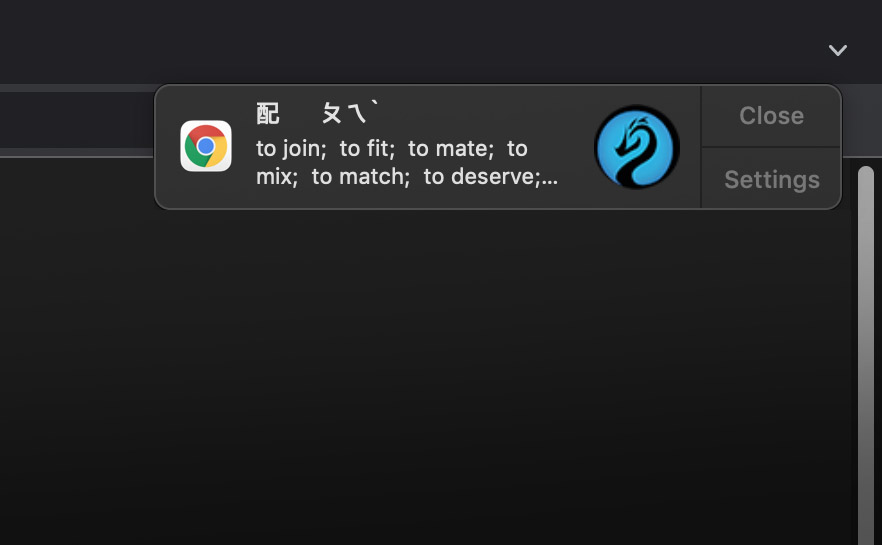 配 ㄆㄟˋ
to join; to fit; to mate; to
mix; to match; to deserve;...
Close
Settings